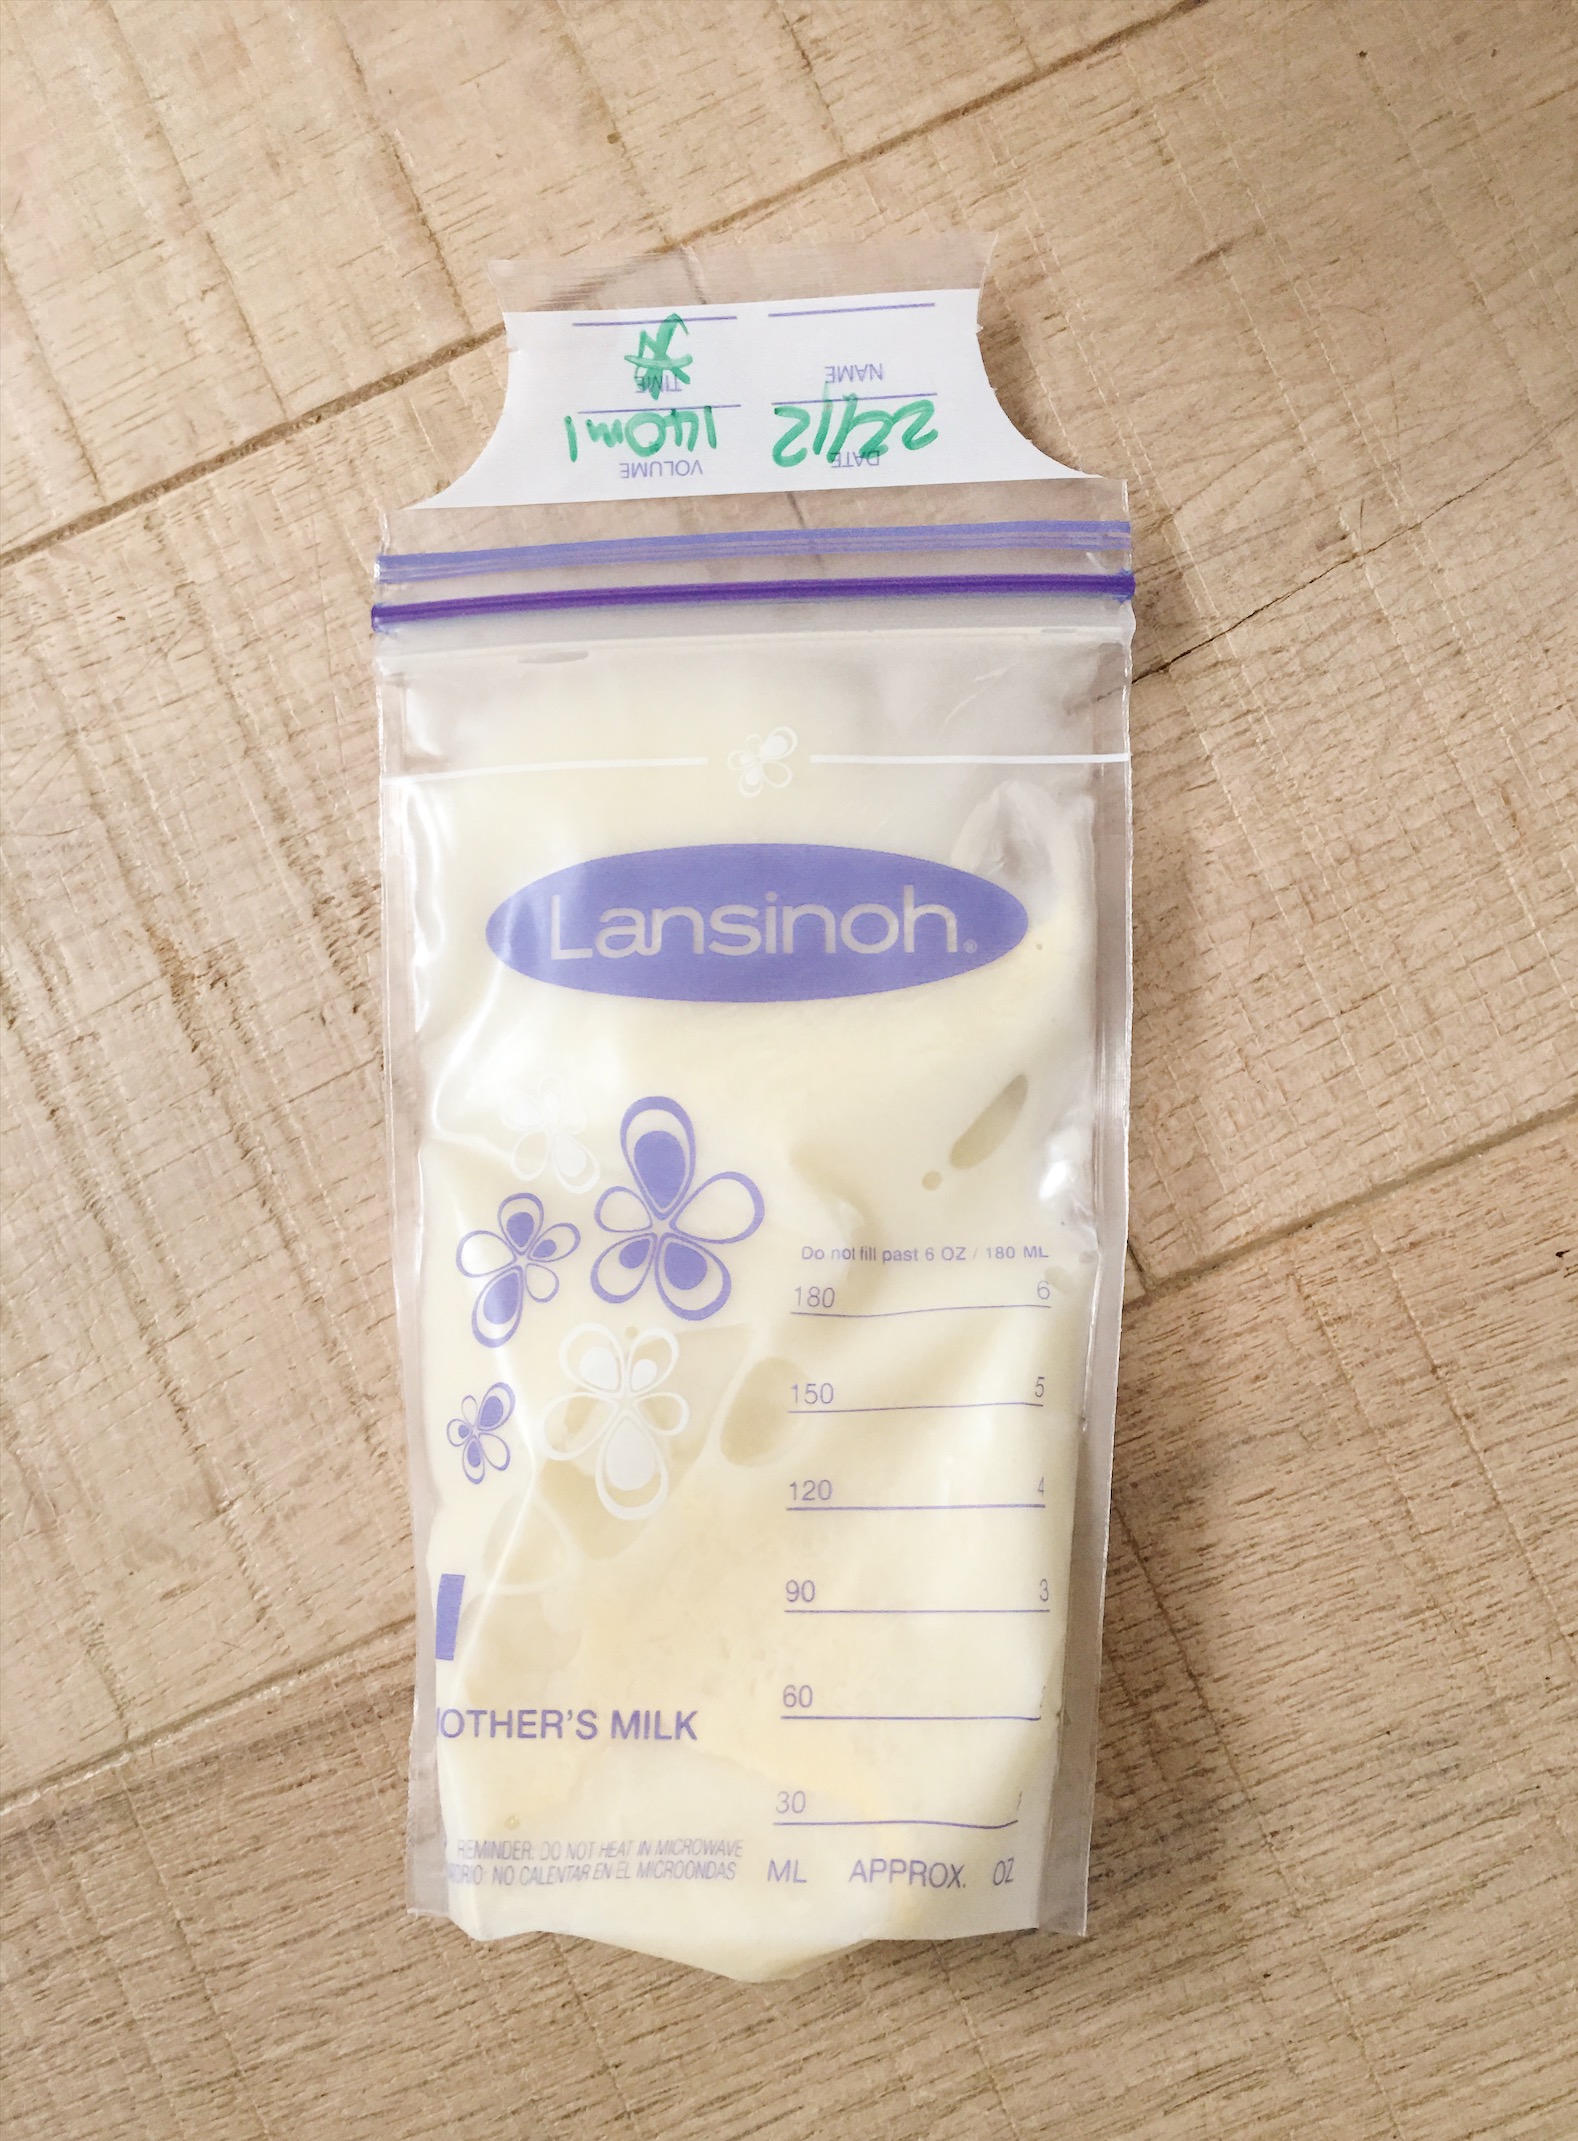 DATE VOLUME
140ml
NAME TIME
Lansinoh®
Do not fill past 6 OZ / 180 ML
180 6
150 5
120 4
90 3
60
OTHER'S MILK
30
REMINDER: DO NOT HEAT IN MICROWAVE
NO CALENTAR EN EL MICROONDAS
ML APPROX. OZ